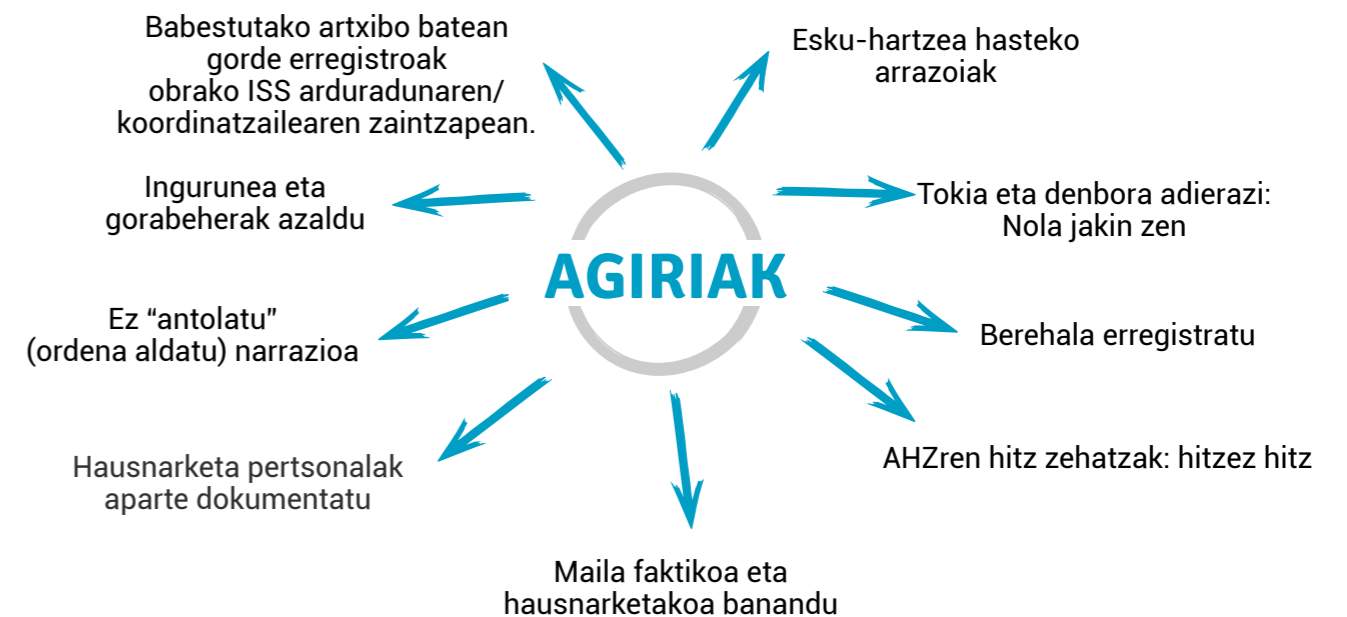 Babestutako artxibo batean
gorde erregistroak
obrako ISS arduradunaren/
koordinatzailearen zaintzapean.
Esku-hartzea hasteko
arrazoiak
Ingurunea eta
gorabeherak azaldu
Tokia eta denbora adierazi:
Nola jakin zen
AGIRIAK
Ez “antolatu”
(ordena aldatu) narrazioa
Berehala erregistratu
Hausnarketa pertsonalak
aparte dokumentatu
AHZren hitz zehatzak: hitzez hitz
Maila faktikoa eta
hausnarketakoa banandu